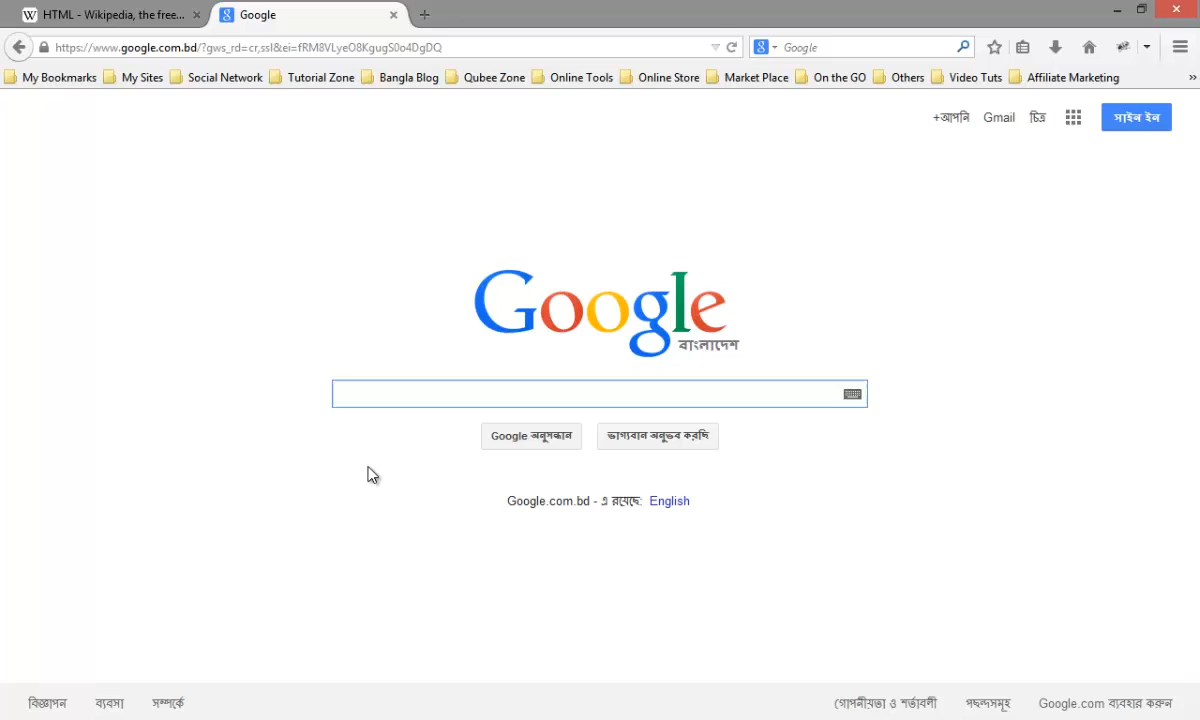 HTML - Wikipedia, the free...
Google
https://www.google.com.bd/?gws_rd=cr,ssl&ei=fRM8VLyeO8KgugS0o4DgDQ
Google
My Bookmarks My Sites Social Network Tutorial Zone Bangla Blog Qubee Zone Online Tools Online Store Market Place On the GO Others Video Tuts Affiliate Marketing
+আপনি Gmail চিত্র সাইন ইন
Google
বাংলাদেশ
Google অনুসন্ধান ভাগ্যবান অনুভব করছি
Google.com.bd - এ রয়েছে: English
বিজ্ঞাপন ব্যবসা সম্পর্কে গোপনীয়তা ও শর্তাবলী পছন্দসমূহ Google.com ব্যবহার করুন